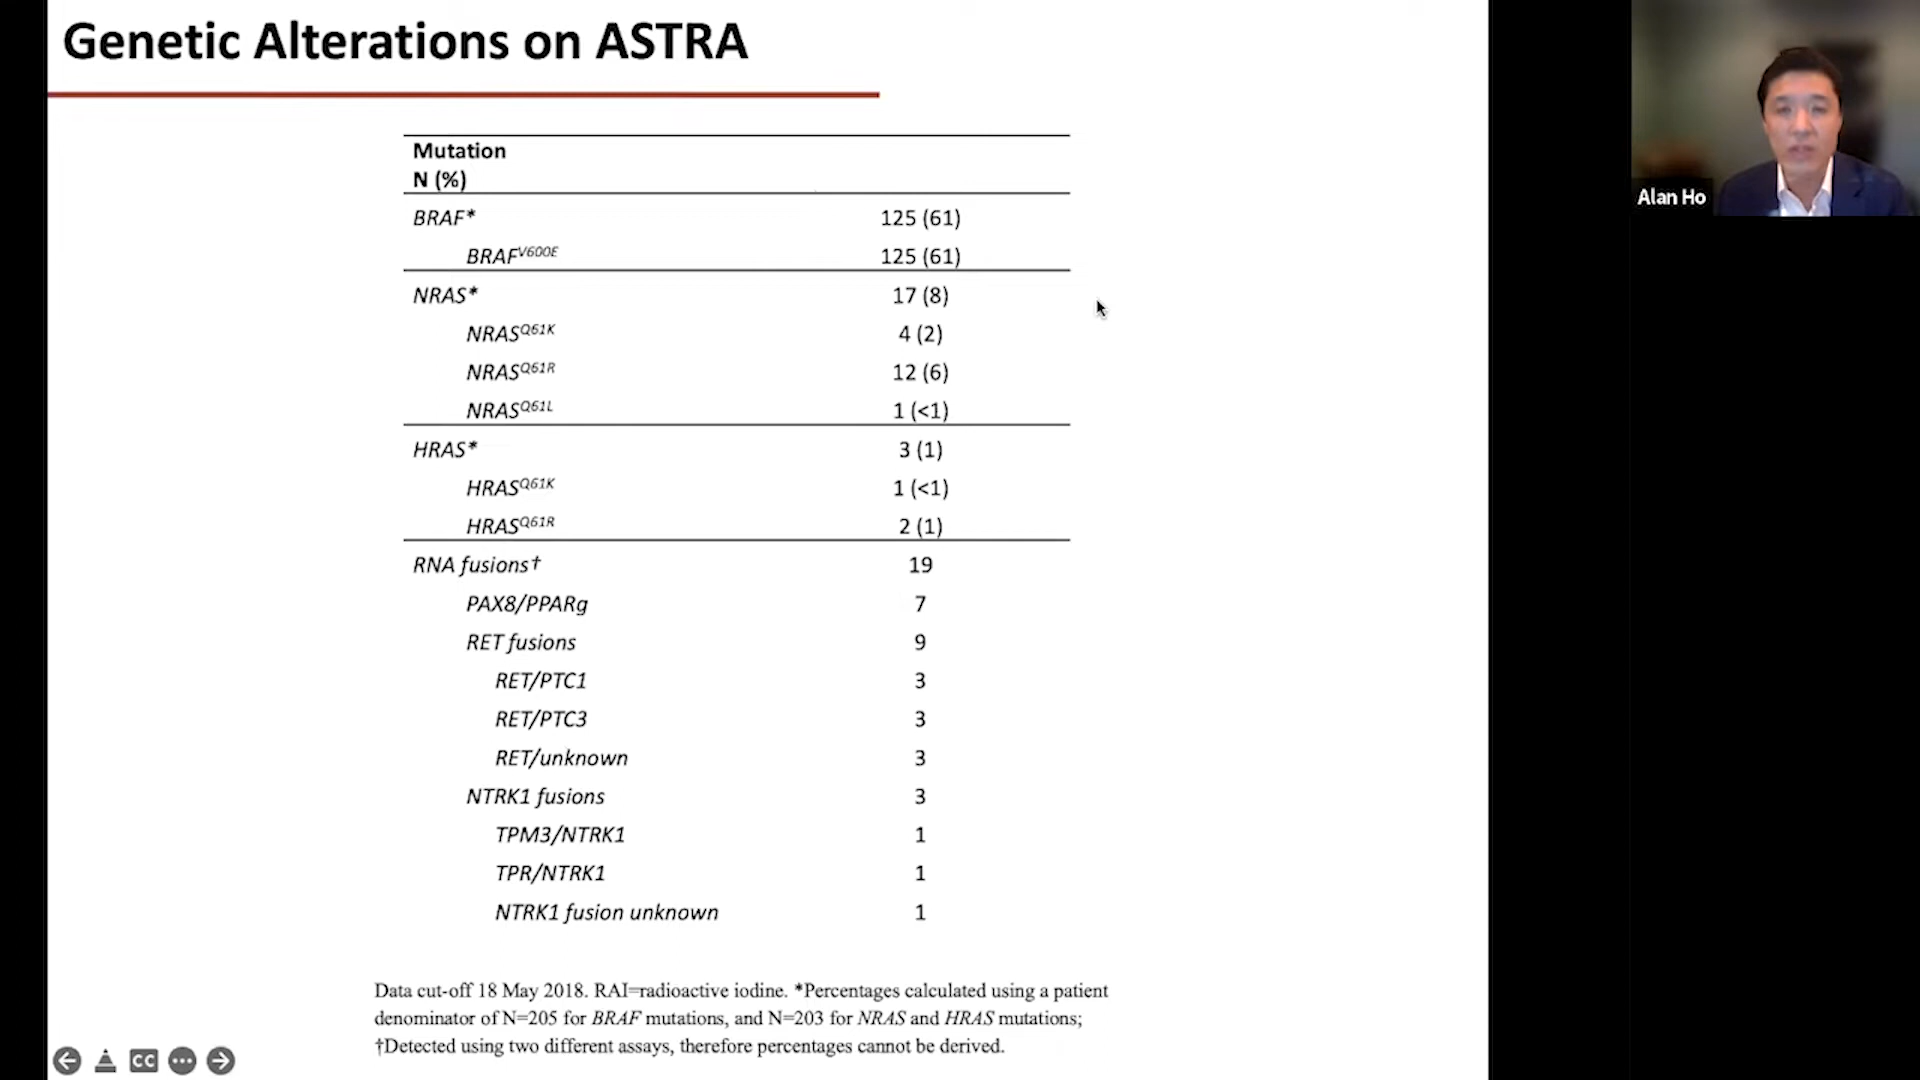 Genetic Alterations on ASTRA
Alan Ho
Mutation
N (%)
BRAF* 125 (61)
BRAFV600E 125 (61)
NRAS* 17 (8)
NRASQ61K 4 (2)
NRASQ61R 12 (6)
NRASQ61L 1 (<1)
HRAS* 3 (1)
HRASQ61K 1 (<1)
HRASQ61R 2 (1)
RNA fusions† 19
PAX8/PPARg 7
RET fusions 9
RET/PTC1 3
RET/PTC3 3
RET/unknown 3
NTRK1 fusions 3
TPM3/NTRK1 1
TPR/NTRK1 1
NTRK1 fusion unknown 1
Data cut-off 18 May 2018. RAI=radioactive iodine. *Percentages calculated using a patient
denominator of N=205 for BRAF mutations, and N=203 for NRAS and HRAS mutations;
†Detected using two different assays, therefore percentages cannot be derived.
CC